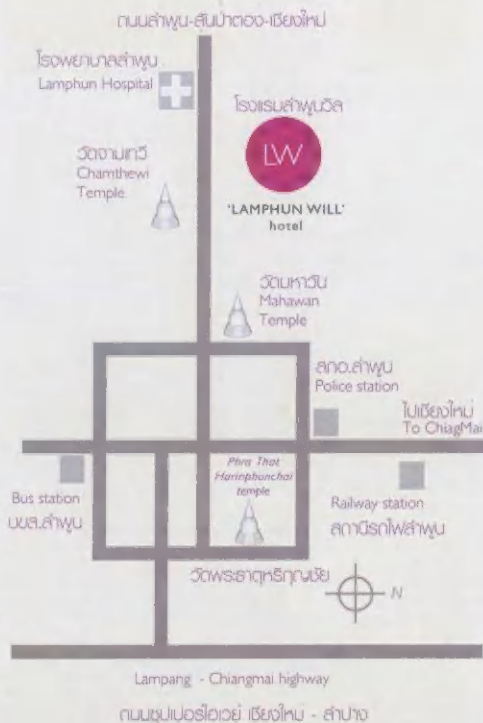 ถนนลำพูน-สันป่าตอง-เชียงใหม่
โรงพยาบาลลำพูน
Lamphun Hospital
โรงแรมลำพูนวิล
LW
'LAMPHUN WILL'
hotel
วัดจามเทวี
Chamthewi
Temple
วัดมหาวัน
Mahawan
Temple
สภอ.ลำพูน
Police station
ไปเชียงใหม่
To ChiagMai
Phra That
Hariphunchai
temple
Bus station
บขส.ลำพูน
Railway station
สถานีรถไฟลำพูน
วัดพระธาตุหริภุญชัย
N
Lampang - Chiangmai highway
ถนนซุปเปอร์ไฮเวย์ เชียงใหม่ - ลำปาง